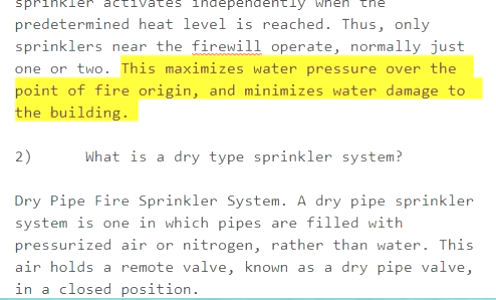 sprinkler activates independently when the
predetermined heat level is reached. Thus, only
sprinklers near the firewill operate, normally just
one or two. This maximizes water pressure over the
point of fire origin, and minimizes water damage to
the building.
2) What is a dry type sprinkler system?
Dry Pipe Fire Sprinkler System. A dry pipe sprinkler
system is one in which pipes are filled with
pressurized air or nitrogen, rather than water. This
air holds a remote valve, known as a dry pipe valve,
in a closed position.